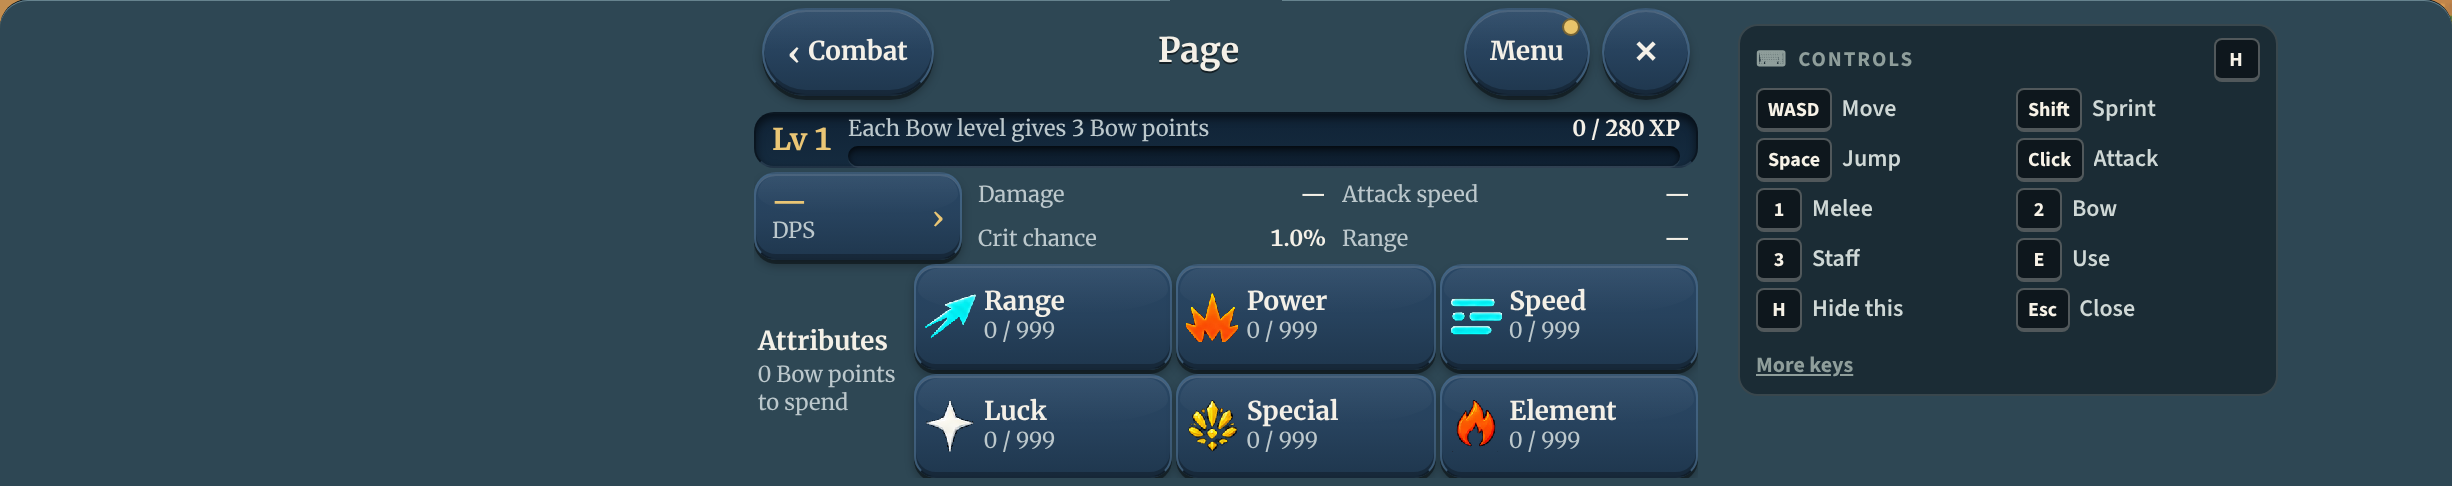 ‹ Combat
Page
Menu
✕
Lv 1
Each Bow level gives 3 Bow points
0 / 280 XP
—
DPS
›
Damage —
Attack speed —
Crit chance 1.0%
Range —
Attributes
0 Bow points
to spend
Range
0 / 999
Power
0 / 999
Speed
0 / 999
Luck
0 / 999
Special
0 / 999
Element
0 / 999
CONTROLS
H
WASD Move
Shift Sprint
Space Jump
Click Attack
1 Melee
2 Bow
3 Staff
E Use
H Hide this
Esc Close
More keys